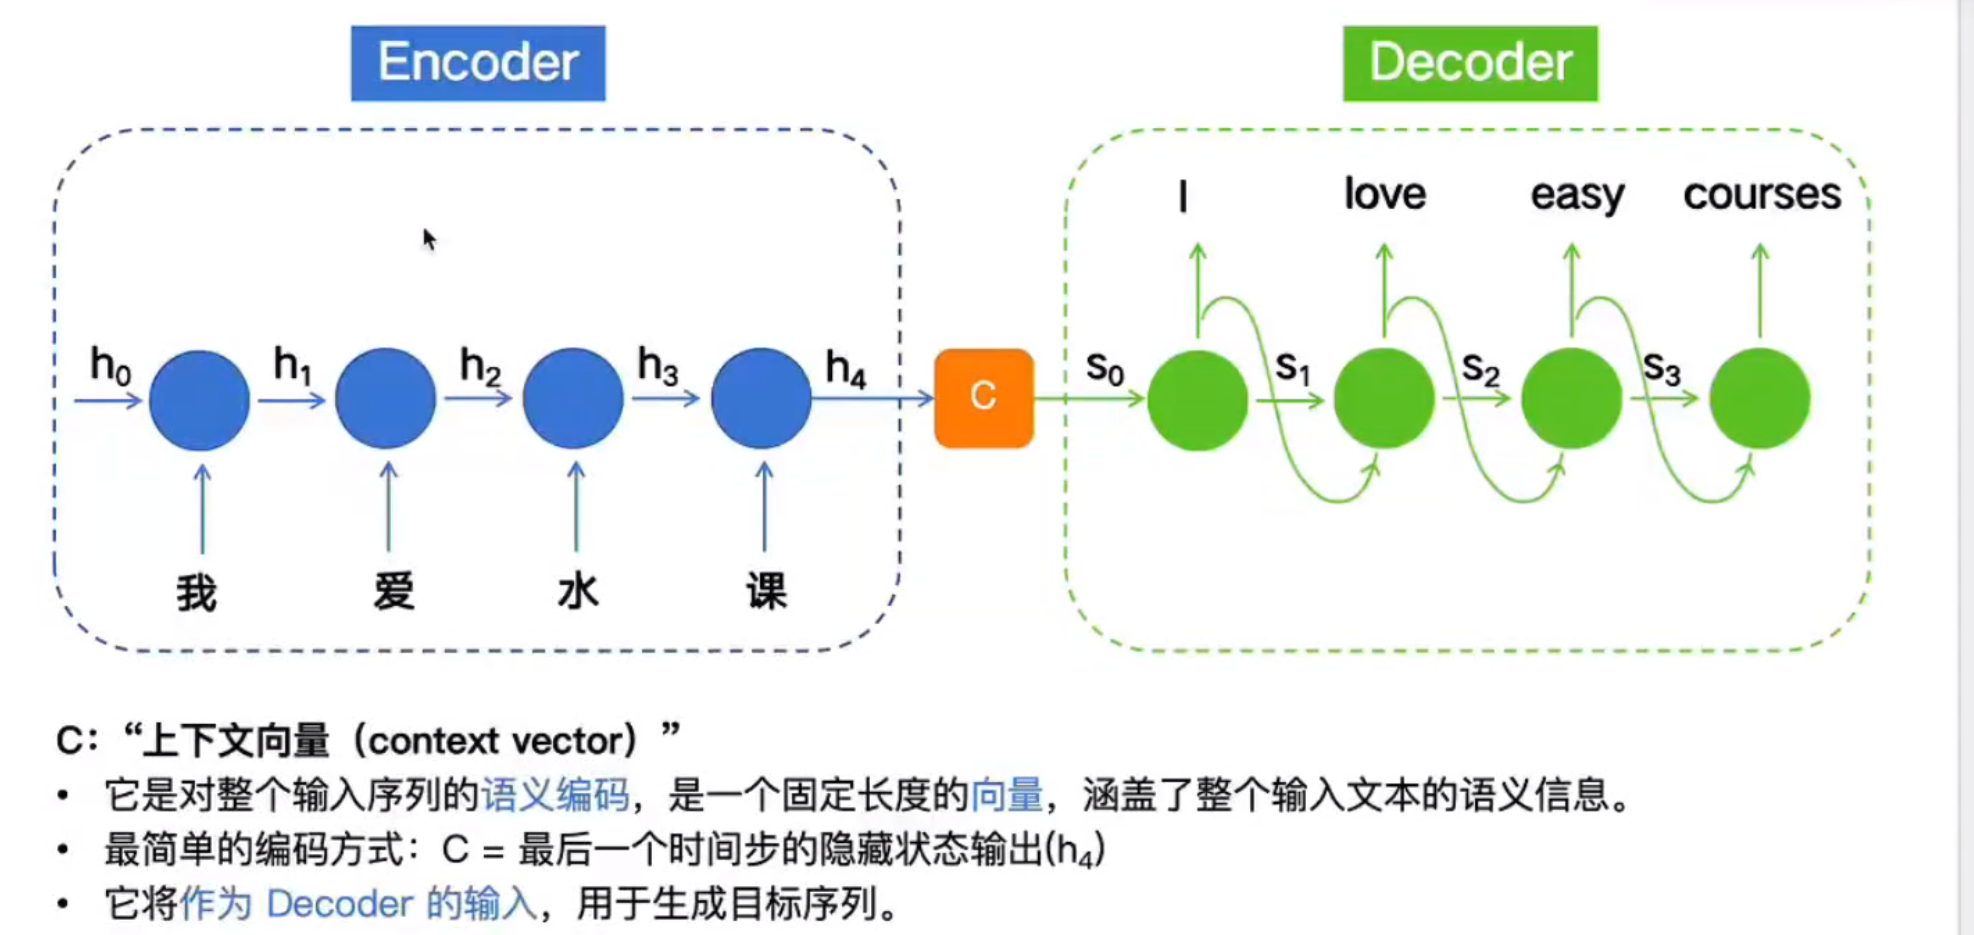 Encoder
Decoder
I love easy courses
h₀ h₁ h₂ h₃ h₄ C s₀ s₁ s₂ s₃
我 爱 水 课
C：“上下文向量（context vector）”
• 它是对整个输入序列的语义编码，是一个固定长度的向量，涵盖了整个输入文本的语义信息。
• 最简单的编码方式：C = 最后一个时间步的隐藏状态输出(h₄)
• 它将作为 Decoder 的输入，用于生成目标序列。